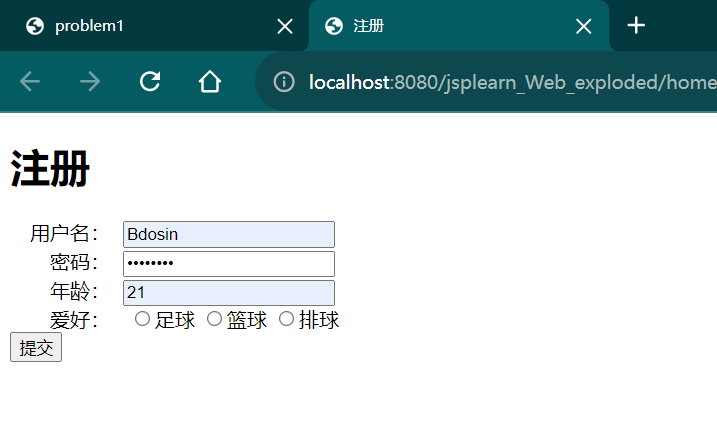 problem1 注册
localhost:8080/jsplearn_Web_exploded/home
注册
用户名： Bdosin
密码： ••••••••
年龄： 21
爱好： 足球 篮球 排球
提交